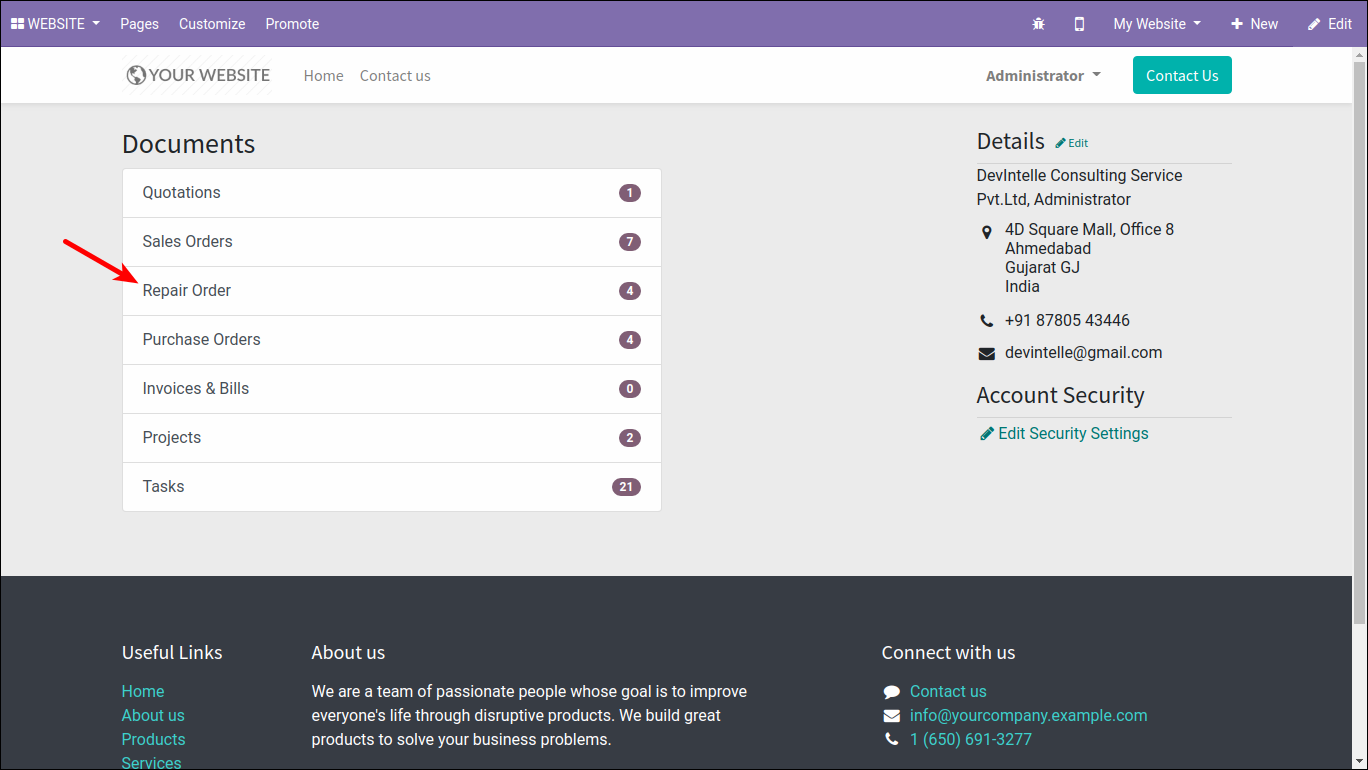 WEBSITE Pages Customize Promote My Website New Edit
YOUR WEBSITE Home Contact us Administrator Contact Us
Documents
Quotations 1
Sales Orders 7
Repair Order 4
Purchase Orders 4
Invoices & Bills 0
Projects 2
Tasks 21
Details Edit
DevIntelle Consulting Service
Pvt.Ltd, Administrator
4D Square Mall, Office 8
Ahmedabad
Gujarat GJ
India
+91 87805 43446
devintelle@gmail.com
Account Security
Edit Security Settings
Useful Links
Home
About us
Products
Services
About us
We are a team of passionate people whose goal is to improve
everyone's life through disruptive products. We build great
products to solve your business problems.
Connect with us
Contact us
info@yourcompany.example.com
1 (650) 691-3277